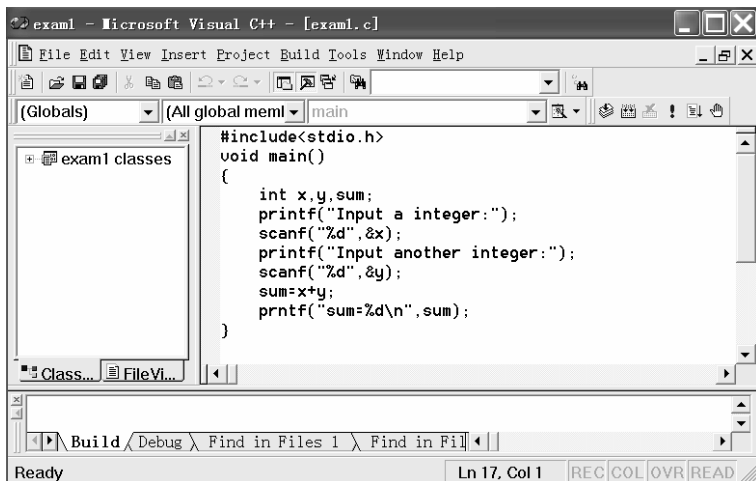 exam1 - Microsoft Visual C++ - [exam1.c]
File Edit View Insert Project Build Tools Window Help
(Globals) (All global meml main
exam1 classes
#include<stdio.h>
void main()
{
int x,y,sum;
printf("Input a integer:");
scanf("%d",&x);
printf("Input another integer:");
scanf("%d",&y);
sum=x+y;
prntf("sum=%d\n",sum);
}
Class... FileVi...
Build Debug Find in Files 1 Find in Fil
Ready Ln 17, Col 1 REC COL OVR READ